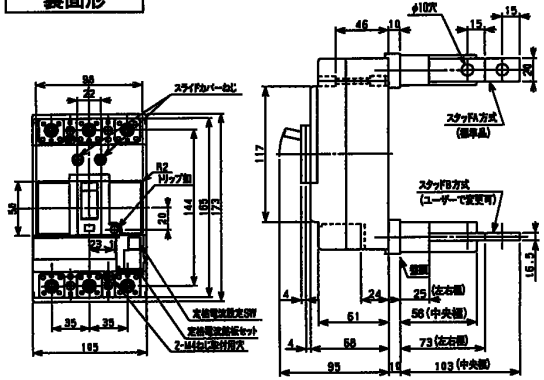 裏面形
98
22
スライドカバーねじ
R2
トリップ釦
50
23.1
20
144
165
173
35
35
105
定格電流設定SW
定格電流銘板セット
2-M4ねじ取付用穴
46
10
φ10穴
15
15
20
スタッドA方式
(標準品)
117
スタッドB方式
(ユーザーで変更可)
16.5
4
24
盤面
25 (左右極)
61
56 (中央極)
4
68
73 (左右極)
95
10
103 (中央極)